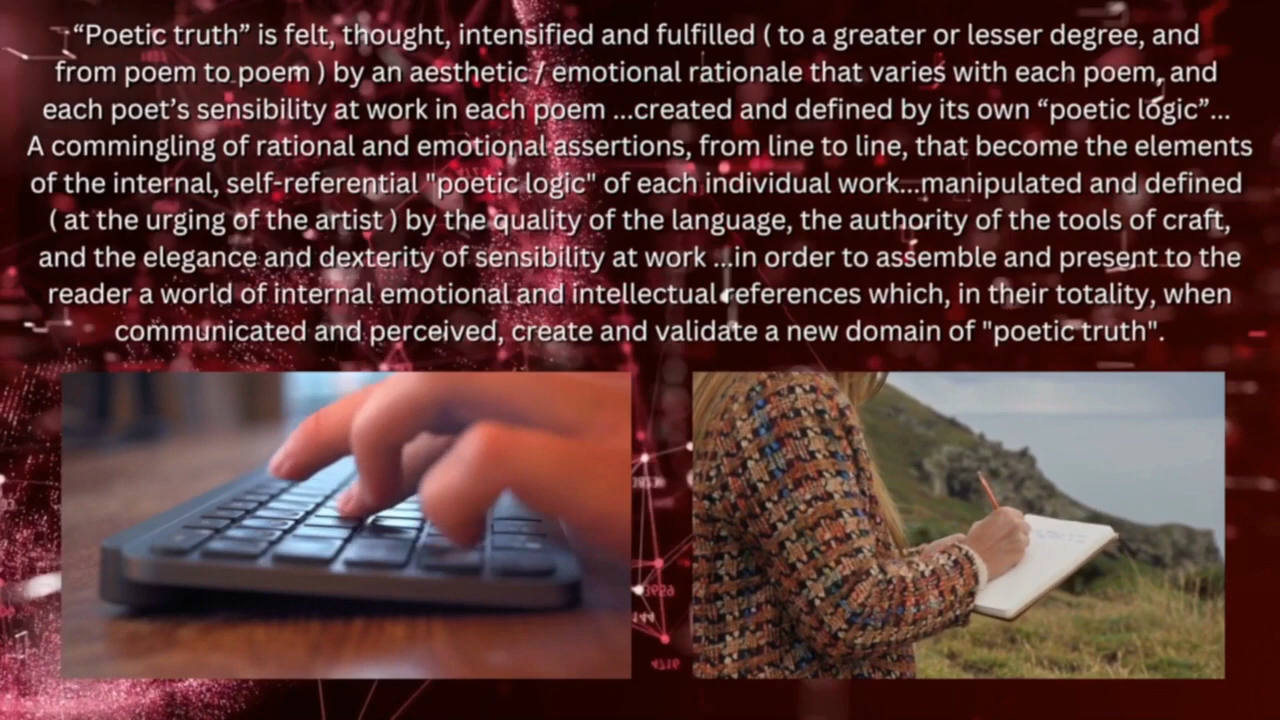 “Poetic truth” is felt, thought, intensified and fulfilled ( to a greater or lesser degree, and
from poem to poem ) by an aesthetic / emotional rationale that varies with each poem, and
each poet’s sensibility at work in each poem ...created and defined by its own “poetic logic”...
A commingling of rational and emotional assertions, from line to line, that become the elements
of the internal, self-referential "poetic logic" of each individual work...manipulated and defined
( at the urging of the artist ) by the quality of the language, the authority of the tools of craft,
and the elegance and dexterity of sensibility at work ...in order to assemble and present to the
reader a world of internal emotional and intellectual references which, in their totality, when
communicated and perceived, create and validate a new domain of "poetic truth".